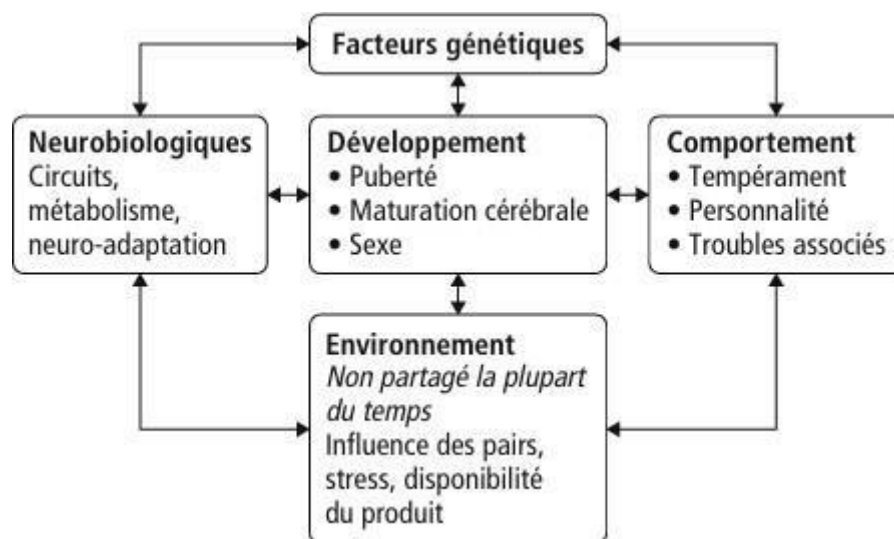 Facteurs génétiques
Neurobiologiques
Circuits,
métabolisme,
neuro-adaptation
Développement
• Puberté
• Maturation cérébrale
• Sexe
Comportement
• Tempérament
• Personnalité
• Troubles associés
Environnement
Non partagé la plupart
du temps
Influence des pairs,
stress, disponibilité
du produit